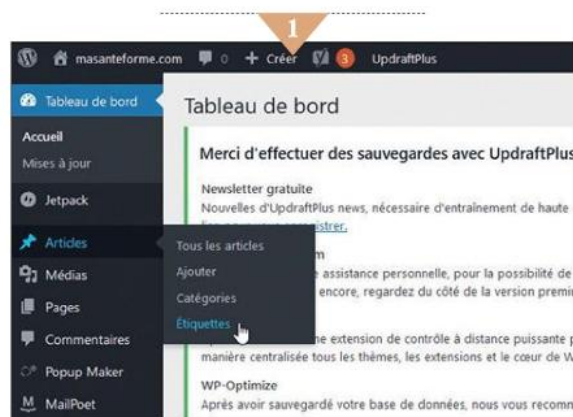 1
masanteforme.com 0 + Créer 3 UpdraftPlus
Tableau de bord
Accueil
Mises à jour
Jetpack
Articles
Médias
Pages
Commentaires
Popup Maker
MailPoet
Tous les articles
Ajouter
Catégories
Étiquettes
Tableau de bord
Merci d'effectuer des sauvegardes avec UpdraftPlus
Newsletter gratuite
Nouvelles d'UpdraftPlus news, nécessaire d'entraînement de haute
istrer.
m
e assistance personnelle, pour la possibilité de
encore, regardez du côté de la version premi
ne extension de contrôle à distance puissante
manière centralisée tous les thèmes, les extensions et le cœur de W
WP-Optimize
Après avoir sauvegardé votre base de données, nous vous recomm